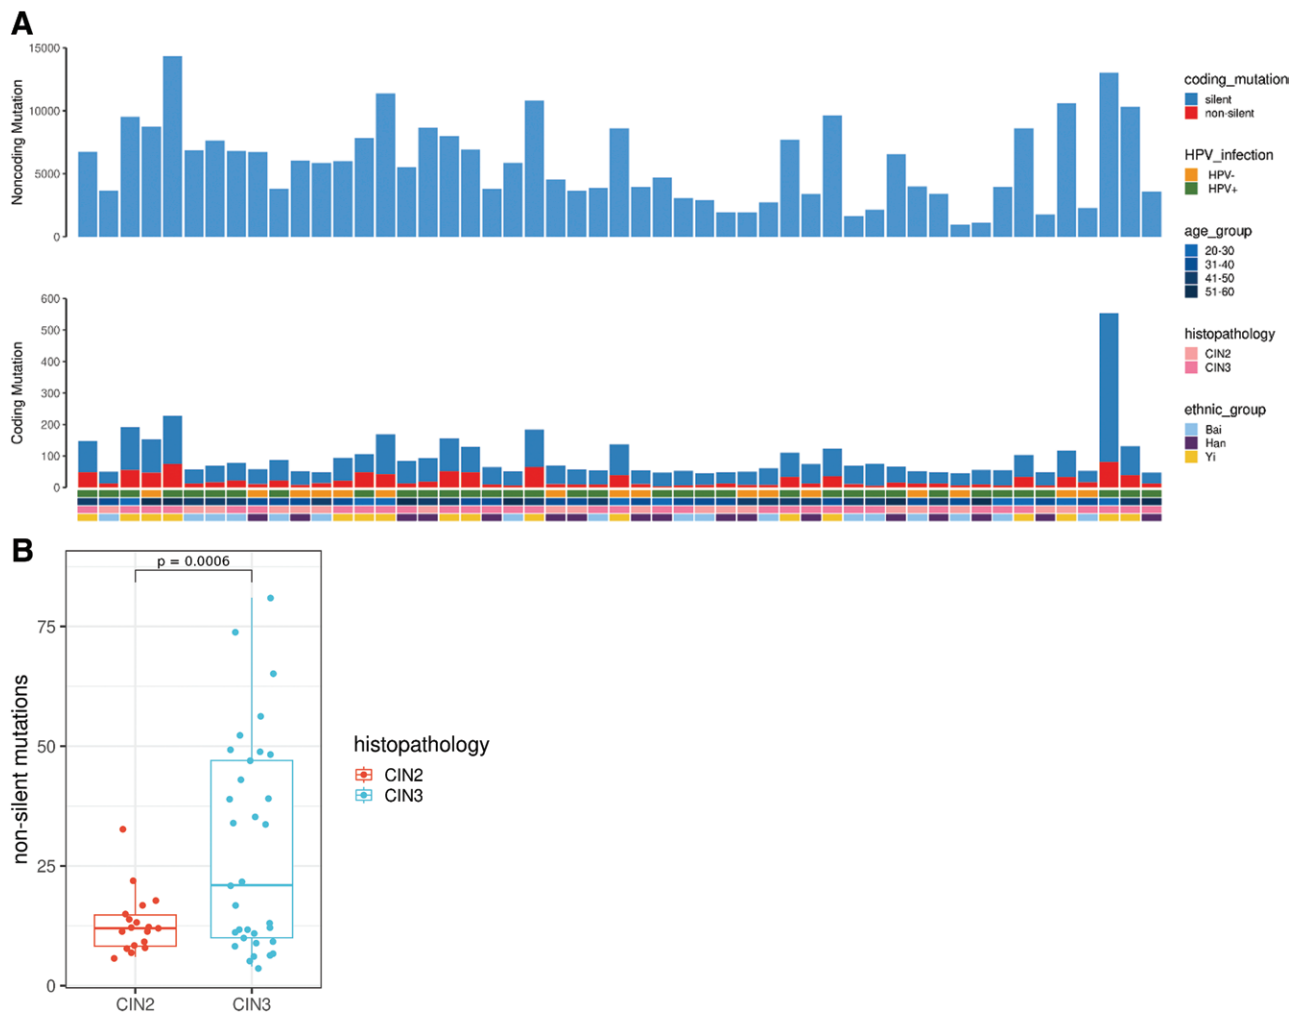 A
15000
10000
5000
0
Noncoding Mutation
600
500
400
300
200
100
0
Coding Mutation
coding_mutation
silent
non-silent
HPV_infection
HPV-
HPV+
age_group
20-30
31-40
41-50
51-60
histopathology
CIN2
CIN3
ethnic_group
Bai
Han
Yi
B
p = 0.0006
75
50
25
0
non-silent mutations
CIN2
CIN3
histopathology
CIN2
CIN3